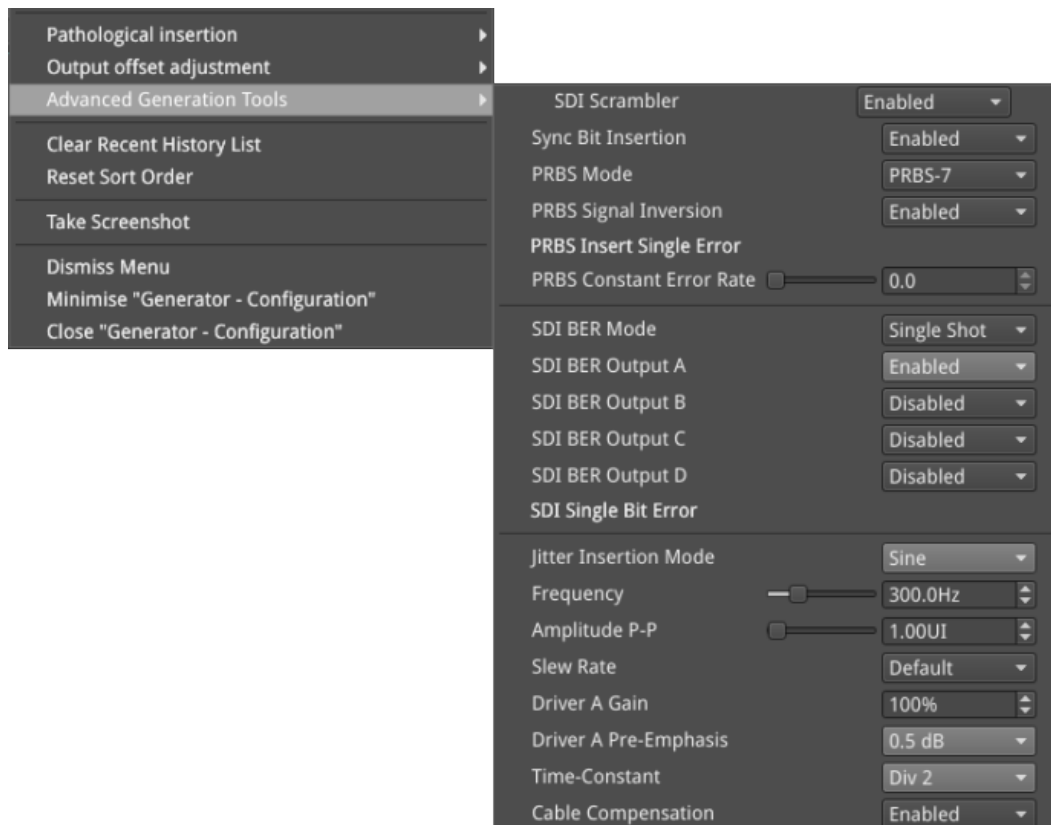 Pathological insertion
Output offset adjustment
Advanced Generation Tools
Clear Recent History List
Reset Sort Order
Take Screenshot
Dismiss Menu
Minimise "Generator - Configuration"
Close "Generator - Configuration"
SDI Scrambler Enabled
Sync Bit Insertion Enabled
PRBS Mode PRBS-7
PRBS Signal Inversion Enabled
PRBS Insert Single Error
PRBS Constant Error Rate 0.0
SDI BER Mode Single Shot
SDI BER Output A Enabled
SDI BER Output B Disabled
SDI BER Output C Disabled
SDI BER Output D Disabled
SDI Single Bit Error
Jitter Insertion Mode Sine
Frequency 300.0Hz
Amplitude P-P 1.00UI
Slew Rate Default
Driver A Gain 100%
Driver A Pre-Emphasis 0.5 dB
Time-Constant Div 2
Cable Compensation Enabled